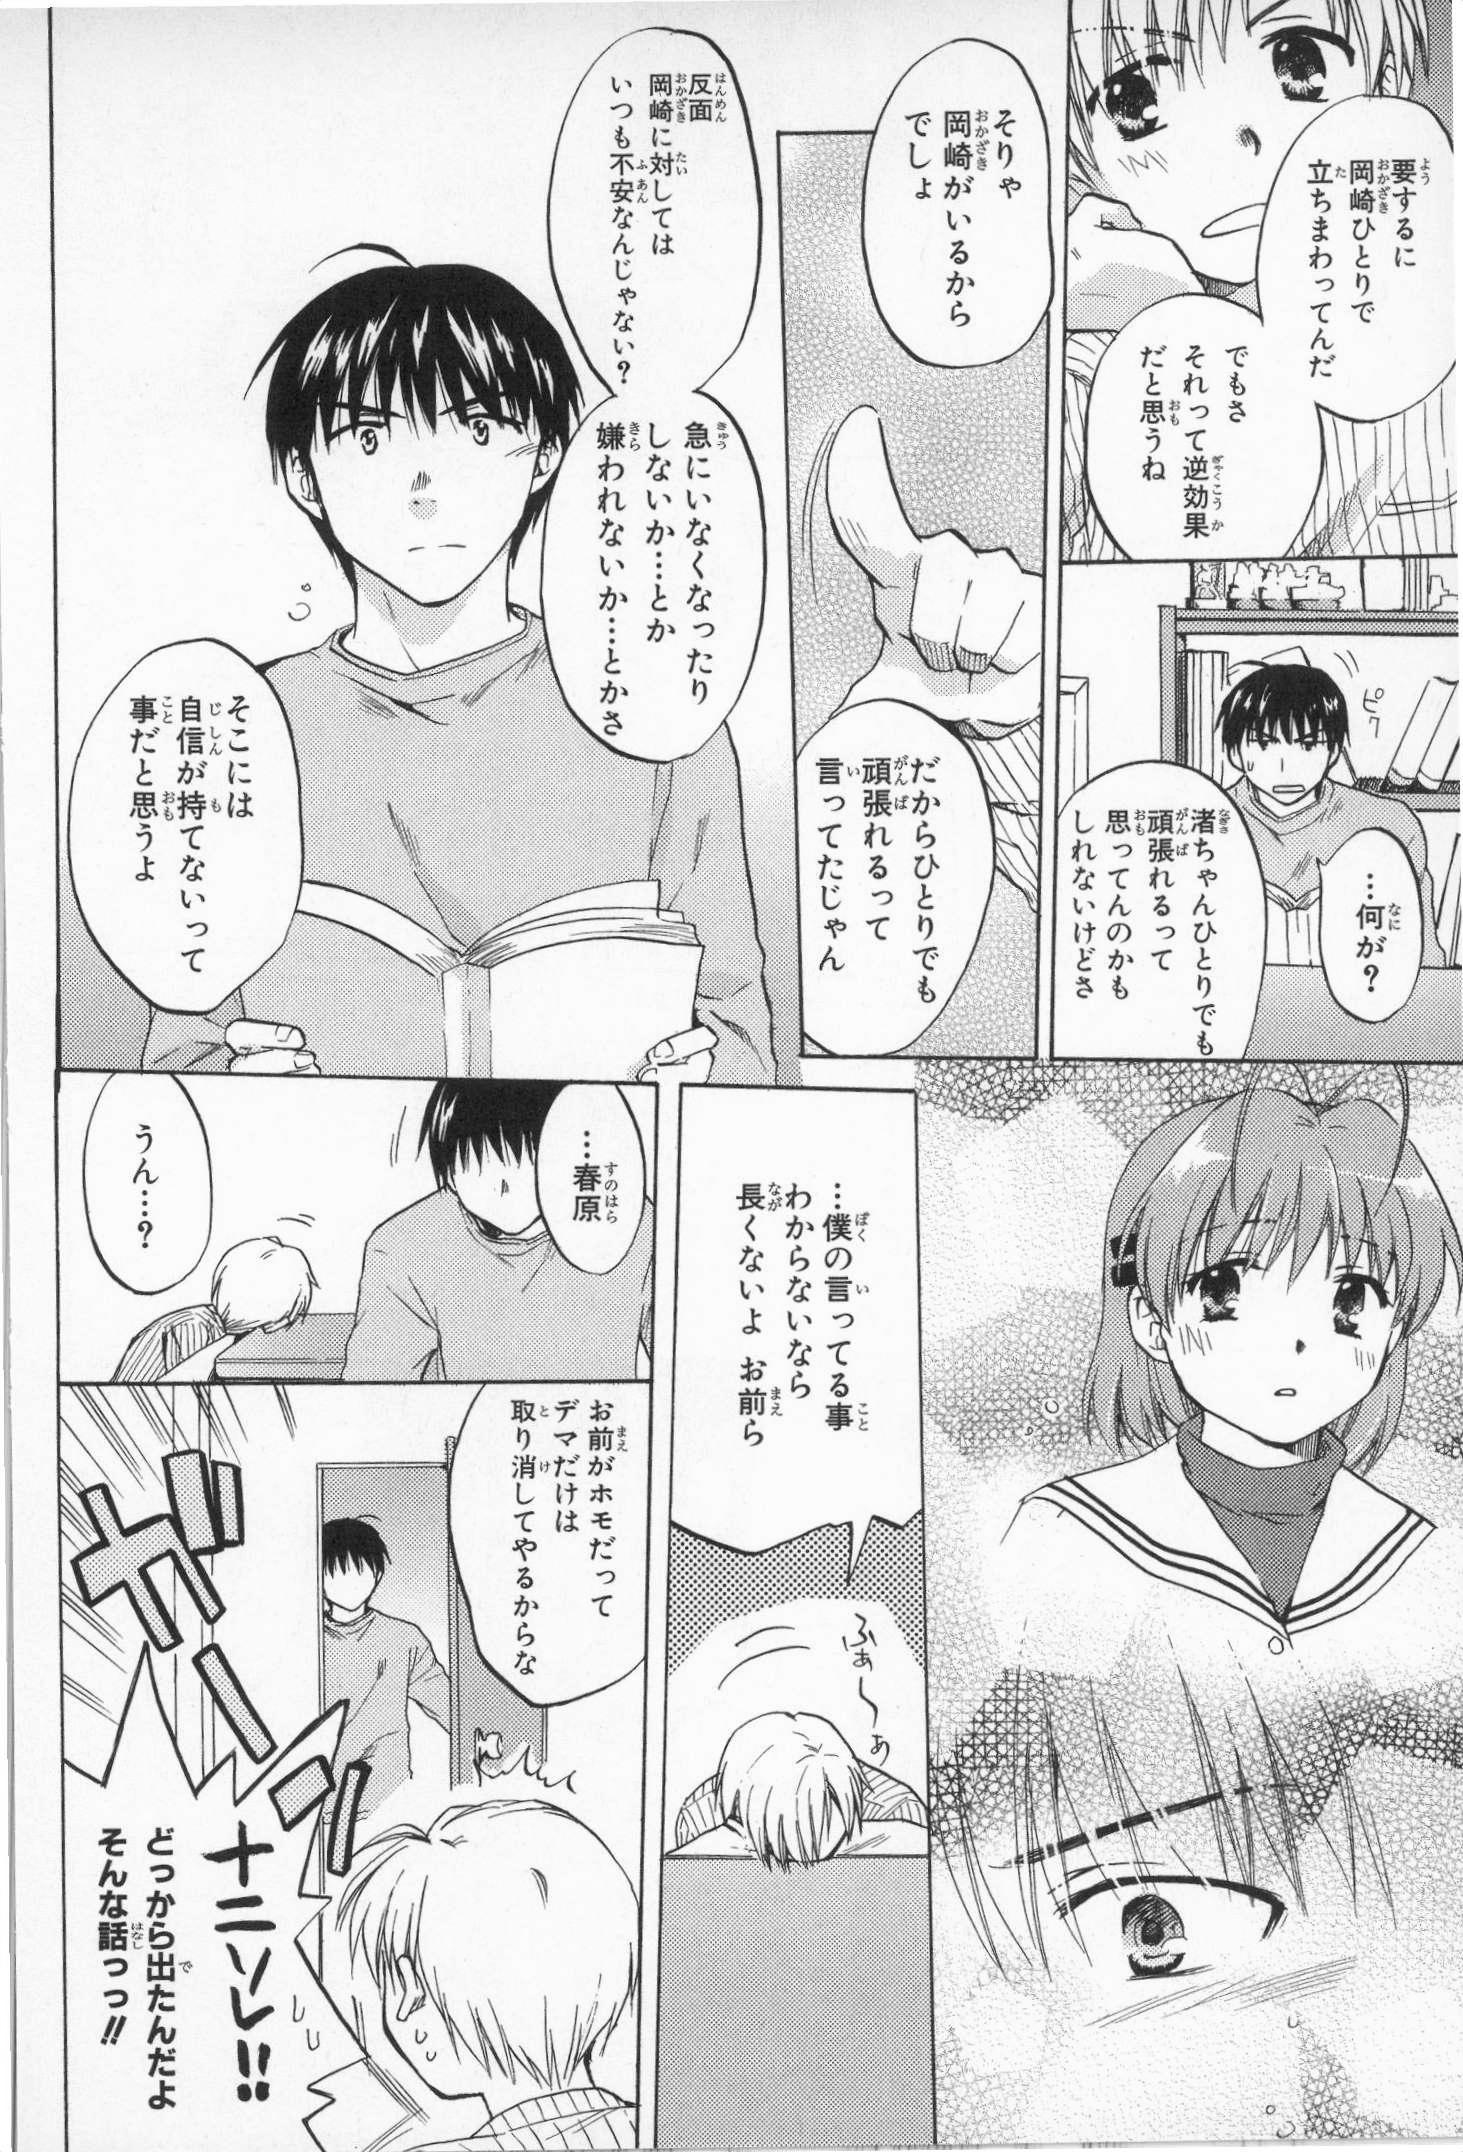 要するに
岡崎ひとりで
立ちまわってんだ
でもさ
それって逆効果
だと思うね
ピク
…何が?
渚ちゃんひとりでも
頑張れるって
思ってんのかも
しれないけどさ
そりゃ
岡崎がいるから
でしょ
だからひとりでも
頑張れるって
言ってたじゃん
反面
岡崎に対しては
いつも不安なんじゃない?
急にいなくなったり
しないか…とか
嫌われないか…とかさ
そこには
自信が持てないって
事だと思うよ
…僕の言ってる事
わからないなら
長くないよ お前ら
ふぁ〜ぁ
…春原
うん…?
お前がホモだって
デマだけは
取り消してやるからな
ガーン
ナニソレ!!
どっから出たんだよ
そんな話っっ!!